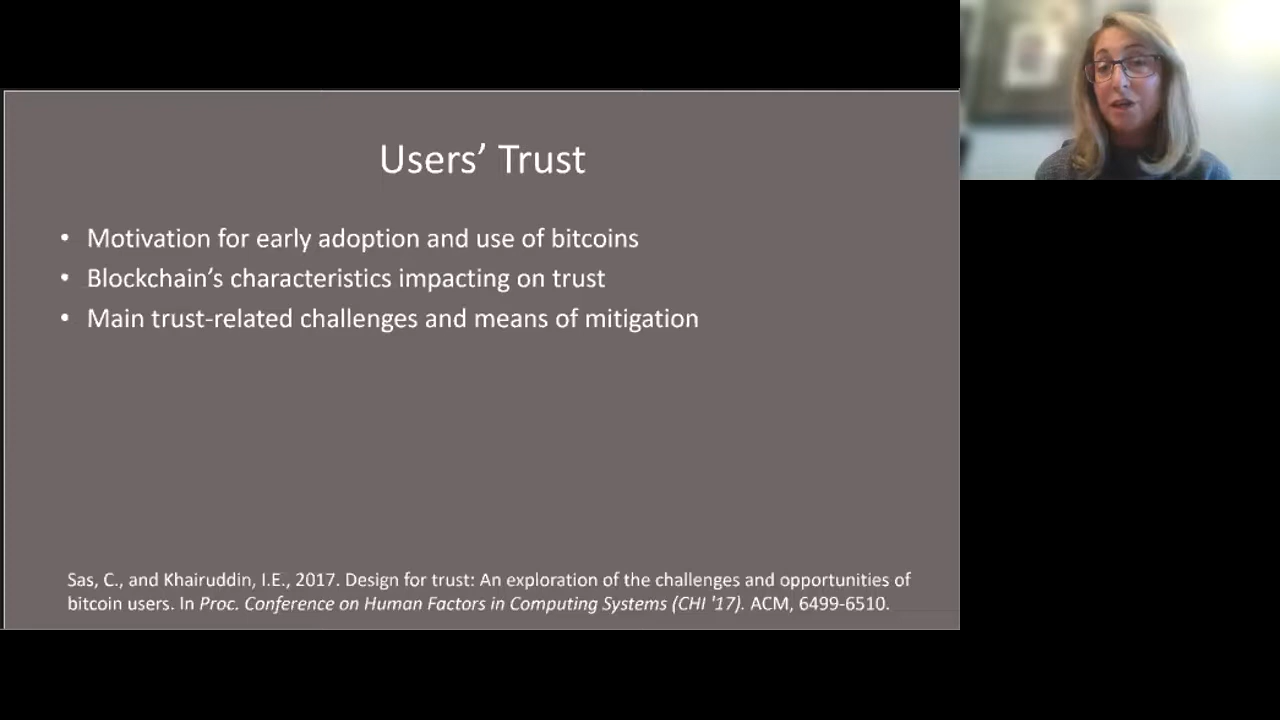 Users’ Trust
• Motivation for early adoption and use of bitcoins
• Blockchain’s characteristics impacting on trust
• Main trust-related challenges and means of mitigation
Sas, C., and Khairuddin, I.E., 2017. Design for trust: An exploration of the challenges and opportunities of
bitcoin users. In Proc. Conference on Human Factors in Computing Systems (CHI '17). ACM, 6499-6510.